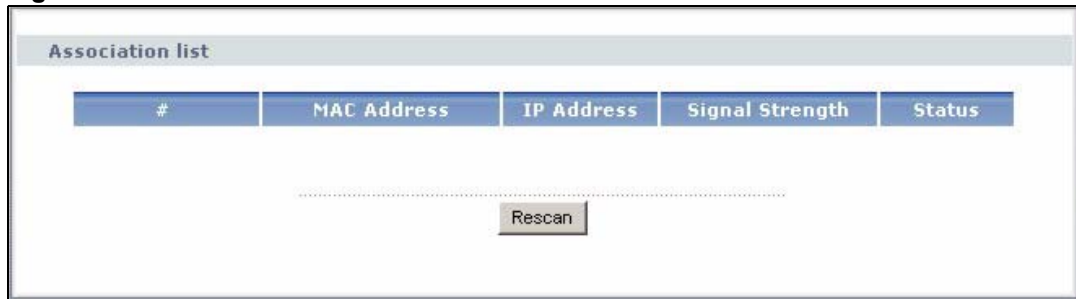 Association list
# MAC Address IP Address Signal Strength Status
Rescan